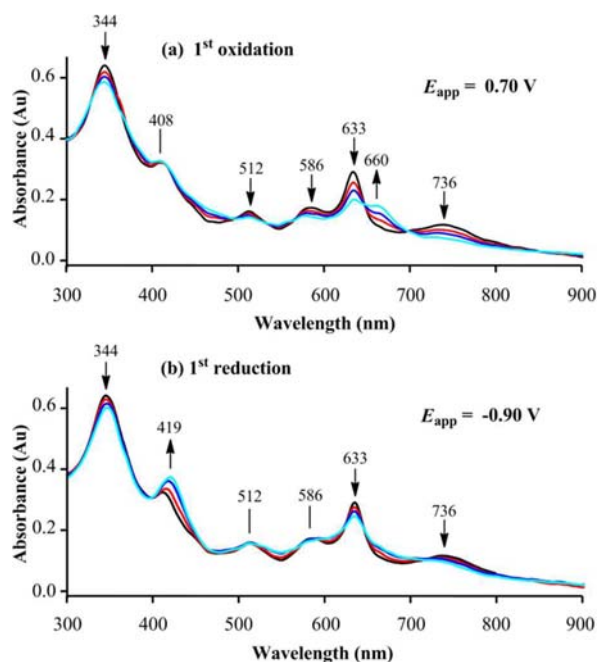 344
(a) 1st oxidation
Eapp = 0.70 V
408
512
586
633
660
736
Absorbance (Au)
0.6
0.4
0.2
0.0
300 400 500 600 700 800 900
Wavelength (nm)
344
(b) 1st reduction
Eapp = -0.90 V
419
512
586
633
736
Absorbance (Au)
0.6
0.4
0.2
0.0
300 400 500 600 700 800 900
Wavelength (nm)